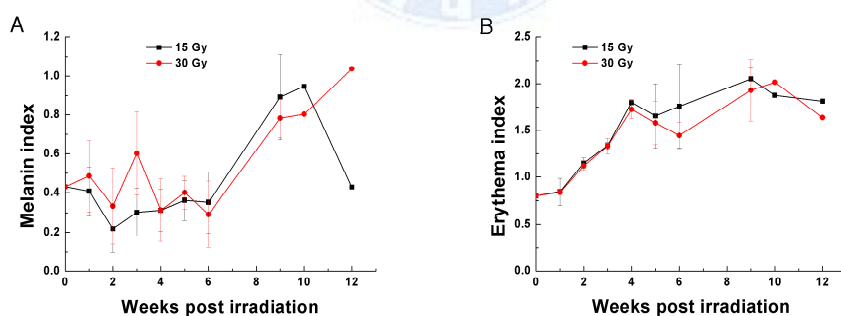 A
15 Gy
30 Gy
Melanin index
1.2
1.0
0.8
0.6
0.4
0.2
0.0
0 2 4 6 8 10 12
Weeks post irradiation
B
15 Gy
30 Gy
Erythema index
2.5
2.0
1.5
1.0
0.5
0.0
0 2 4 6 8 10 12
Weeks post irradiation